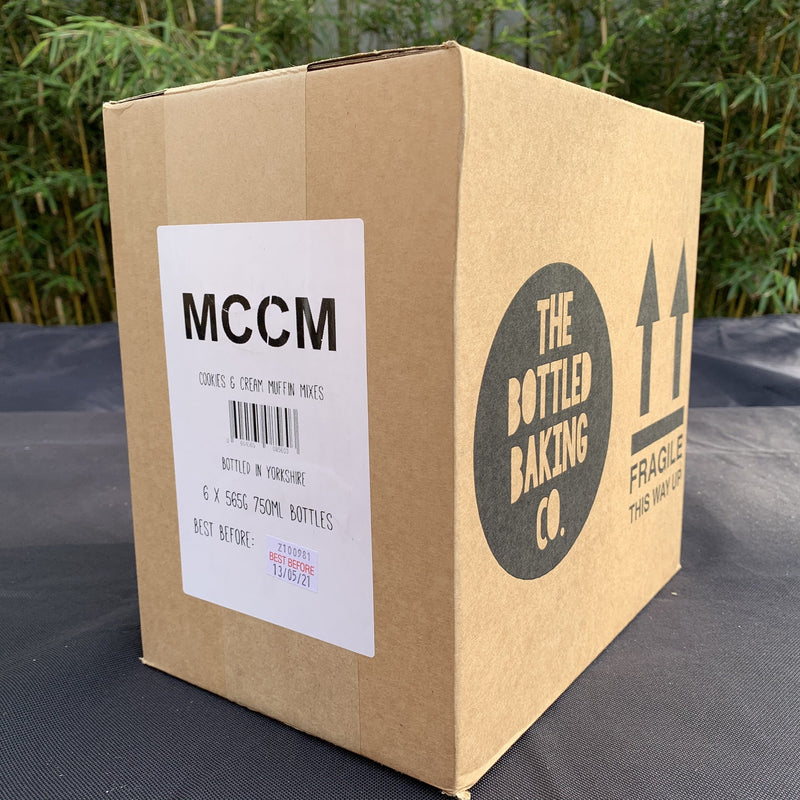 MCCM
COOKIES & CREAM MUFFIN MIXES
BOTTLED IN YORKSHIRE
6 X 565G 750ML BOTTLES
BEST BEFORE:
Z100981
BEST BEFORE
13/05/21
THE
BOTTLED
BAKING
CO.
FRAGILE
THIS WAY UP